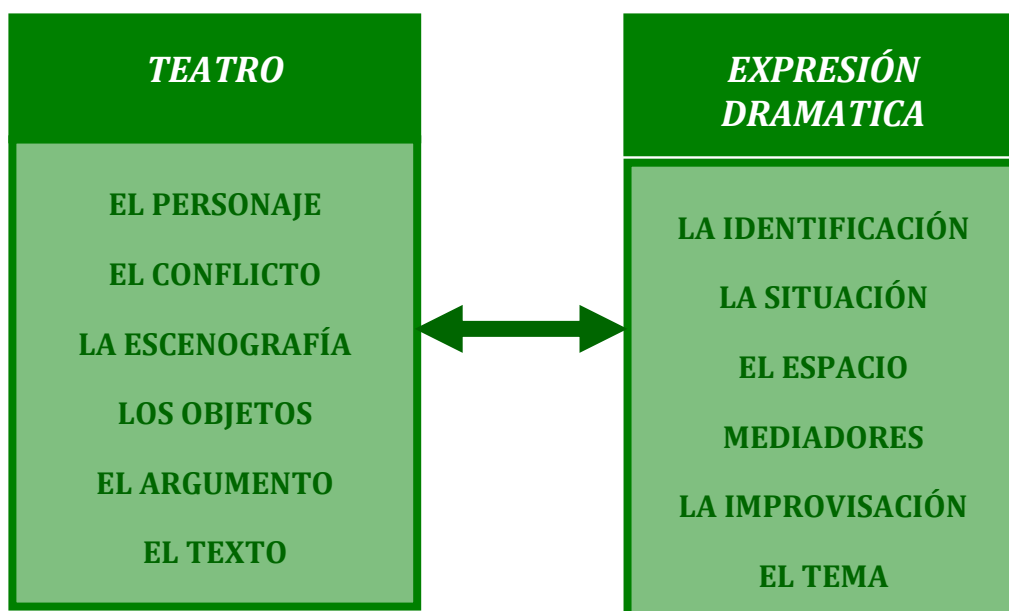 TEATRO
EL PERSONAJE
EL CONFLICTO
LA ESCENOGRAFÍA
LOS OBJETOS
EL ARGUMENTO
EL TEXTO
EXPRESIÓN
DRAMATICA
LA IDENTIFICACIÓN
LA SITUACIÓN
EL ESPACIO
MEDIADORES
LA IMPROVISACIÓN
EL TEMA